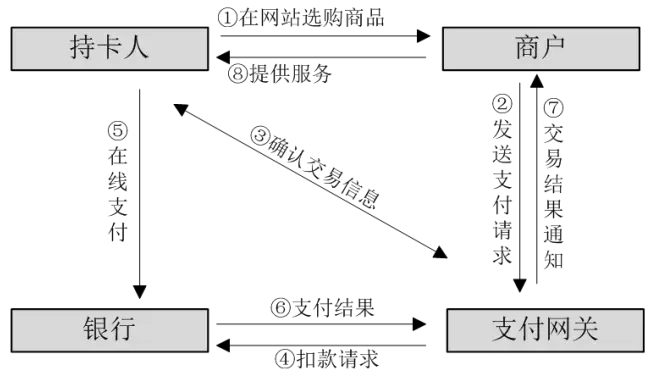 ①在网站选购商品
持卡人
商户
⑧提供服务
⑤在线支付
③确认交易信息
②发送支付请求
⑦交易结果通知
⑥支付结果
银行
支付网关
④扣款请求